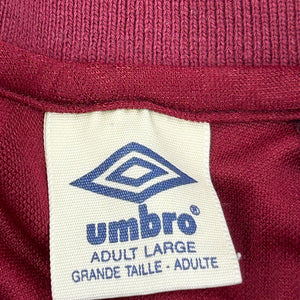 umbro®
ADULT LARGE
GRANDE TAILLE - ADULTE